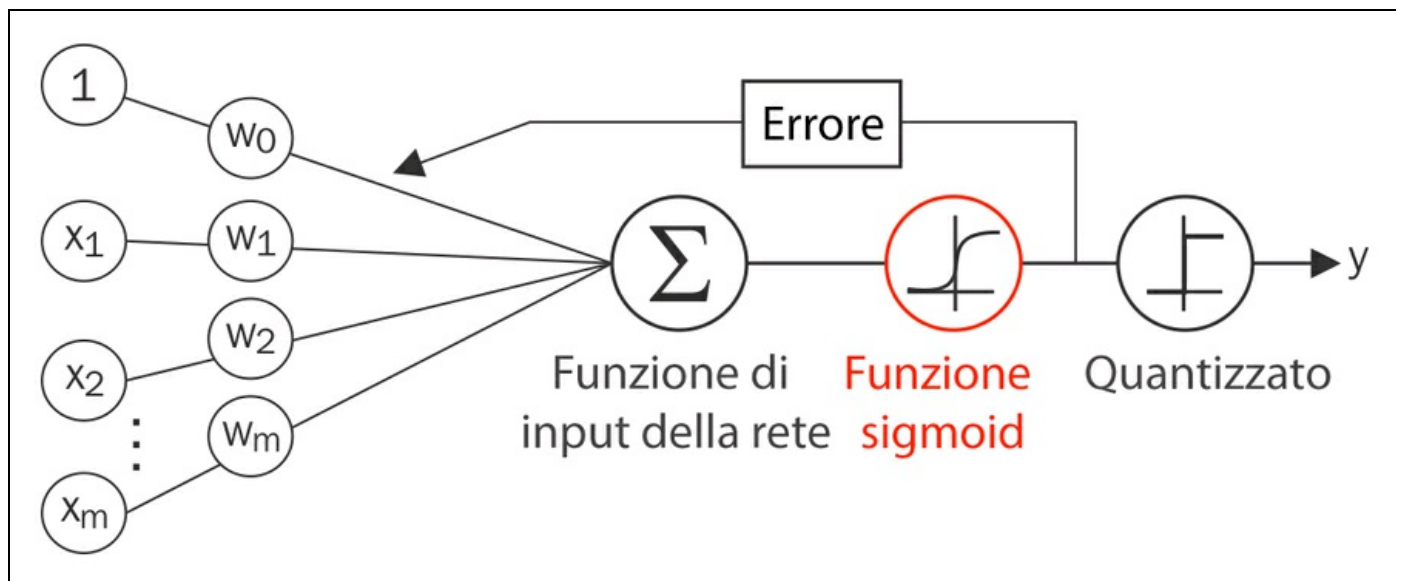 1
w0
Errore
x1
w1
Σ
y
x2
w2
Funzione di
input della rete
Funzione
sigmoid
Quantizzato
wm
xm